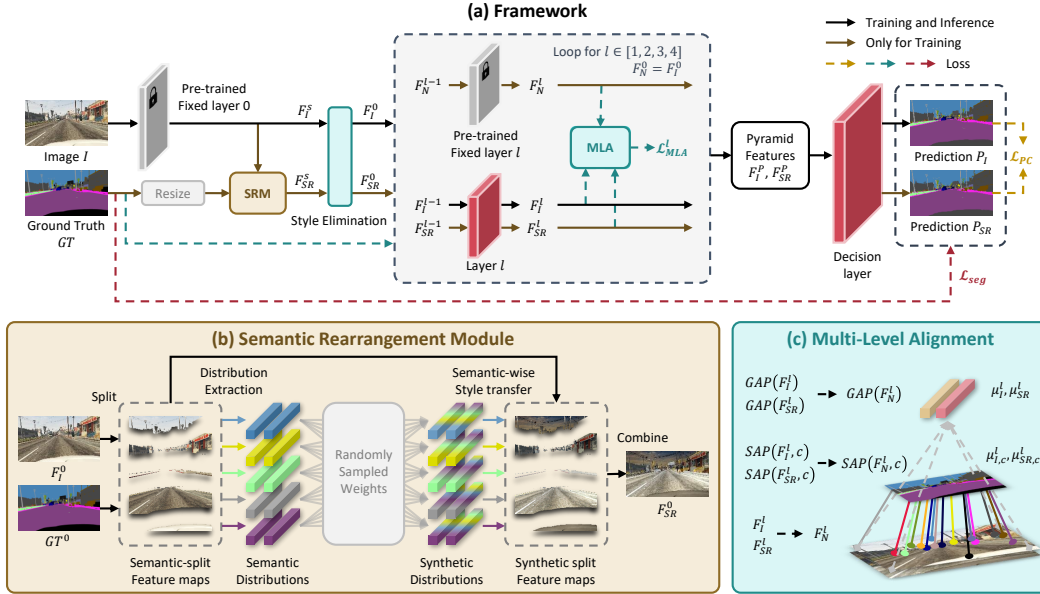 (a) Framework
Training and Inference
Only for Training
Loss
Pre-trained
Fixed layer 0
Image I
Ground Truth
GT
Resize
SRM
F_I^s
F_SR^s
F_I^0
F_SR^0
Style Elimination
Loop for l ∈ [1, 2, 3, 4]
F_N^0 = F_I^0
F_N^{l-1}
F_N^l
Pre-trained
Fixed layer l
MLA
ℒ_MLA^l
F_I^{l-1}
F_I^l
F_SR^{l-1}
F_SR^l
Layer l
Pyramid
Features
F_I^P, F_SR^P
Decision
layer
Prediction P_I
ℒ_PC
Prediction P_SR
ℒ_seg
(b) Semantic Rearrangement Module
Split
Distribution
Extraction
Semantic-wise
Style transfer
Combine
F_I^0
GT^0
Randomly
Sampled
Weights
F_SR^0
Semantic-split
Feature maps
Semantic
Distributions
Synthetic
Distributions
Synthetic split
Feature maps
(c) Multi-Level Alignment
GAP(F_I^l)
GAP(F_SR^l)
GAP(F_N^l)
μ_I^l, μ_SR^l
SAP(F_I^l, c)
SAP(F_SR^l, c)
SAP(F_N^l, c)
μ_{I,c}^l, μ_{SR,c}^l
F_I^l
F_SR^l
F_N^l